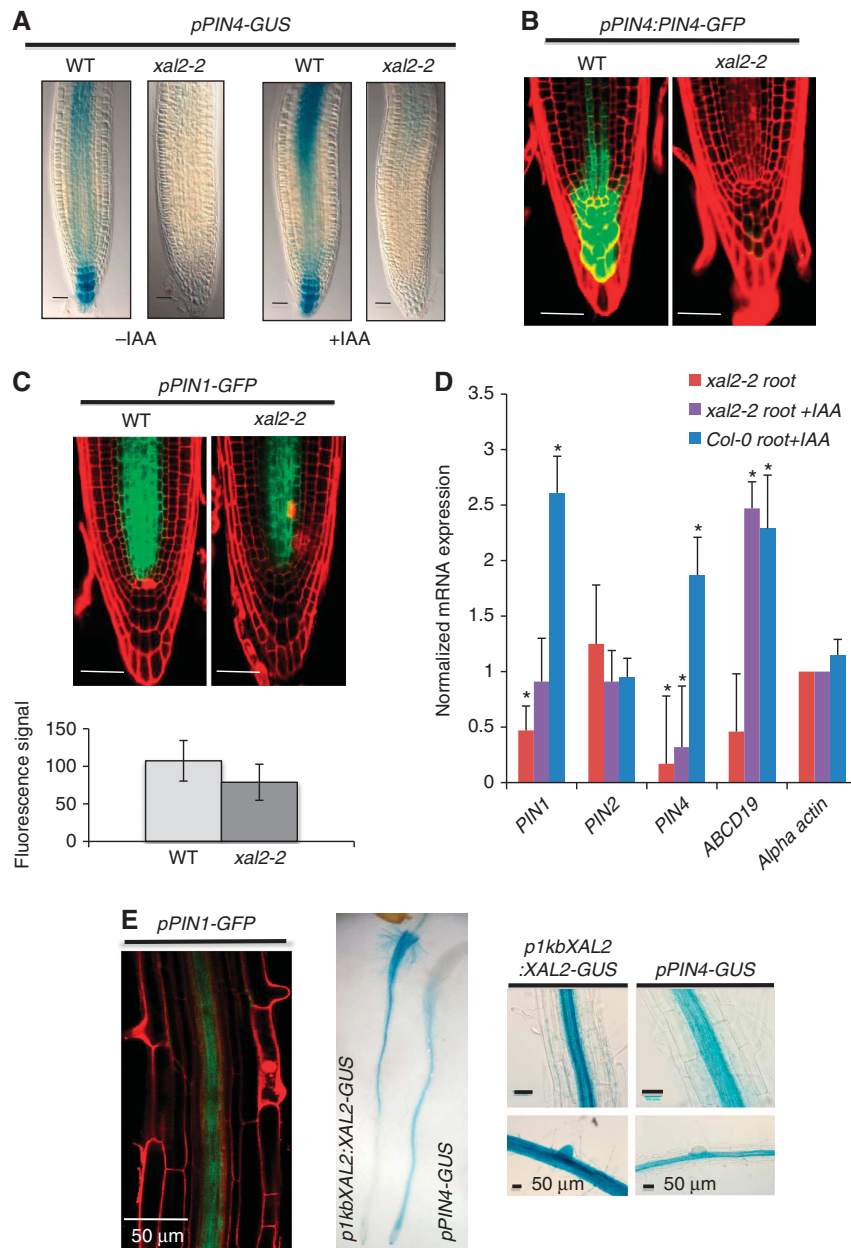 A
pPIN4-GUS
WT
xal2-2
WT
xal2-2
–IAA
+IAA
B
pPIN4:PIN4-GFP
WT
xal2-2
C
pPIN1-GFP
WT
xal2-2
Fluorescence signal
150
100
50
0
WT
xal2-2
D
xal2-2 root
xal2-2 root +IAA
Col-0 root+IAA
Normalized mRNA expression
3.5
3
2.5
2
1.5
1
0.5
0
*
*
*
*
*
*
*
PIN1
PIN2
PIN4
ABCD19
Alpha actin
E
pPIN1-GFP
50 µm
p1kbXAL2:XAL2-GUS
pPIN4-GUS
p1kbXAL2
:XAL2-GUS
pPIN4-GUS
50 µm
50 µm